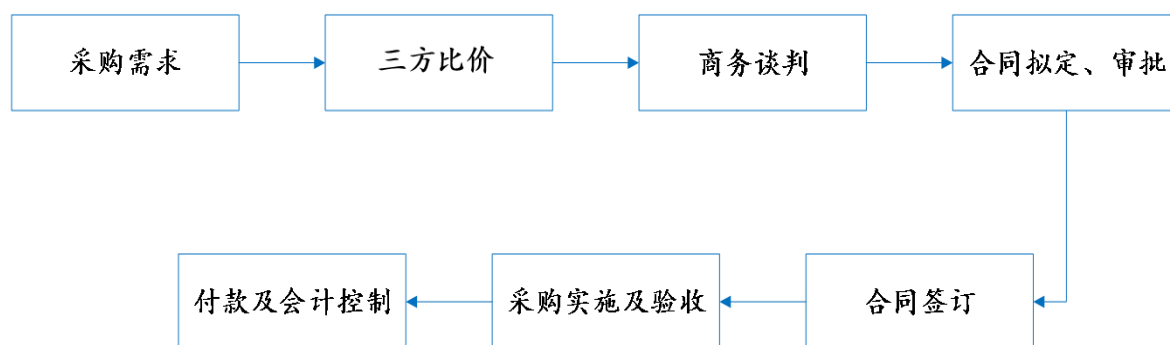 采购需求
三方比价
商务谈判
合同拟定、审批
合同签订
采购实施及验收
付款及会计控制